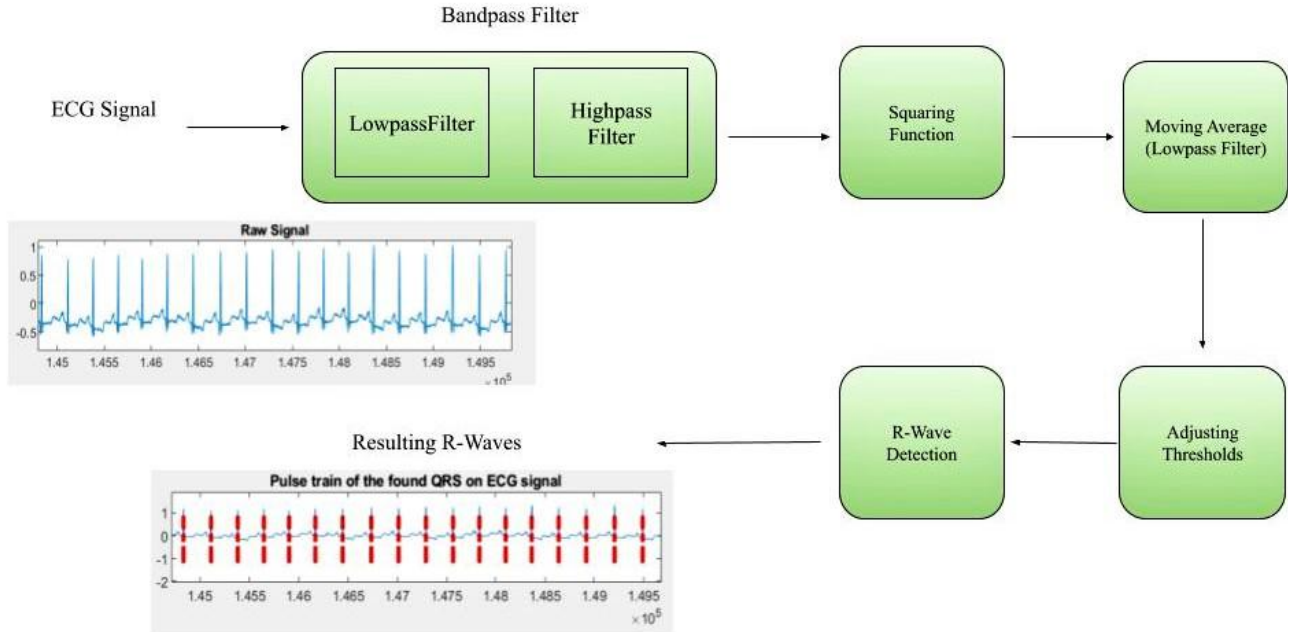 Bandpass Filter
ECG Signal
LowpassFilter
Highpass
Filter
Squaring
Function
Moving Average
(Lowpass Filter)
Raw Signal
1
0.5
0
-0.5
1.45 1.455 1.46 1.465 1.47 1.475 1.48 1.485 1.49 1.495
×10^5
Adjusting
Thresholds
R-Wave
Detection
Resulting R-Waves
Pulse train of the found QRS on ECG signal
1
0
-1
-2
1.45 1.455 1.46 1.465 1.47 1.475 1.48 1.485 1.49 1.495
×10^5